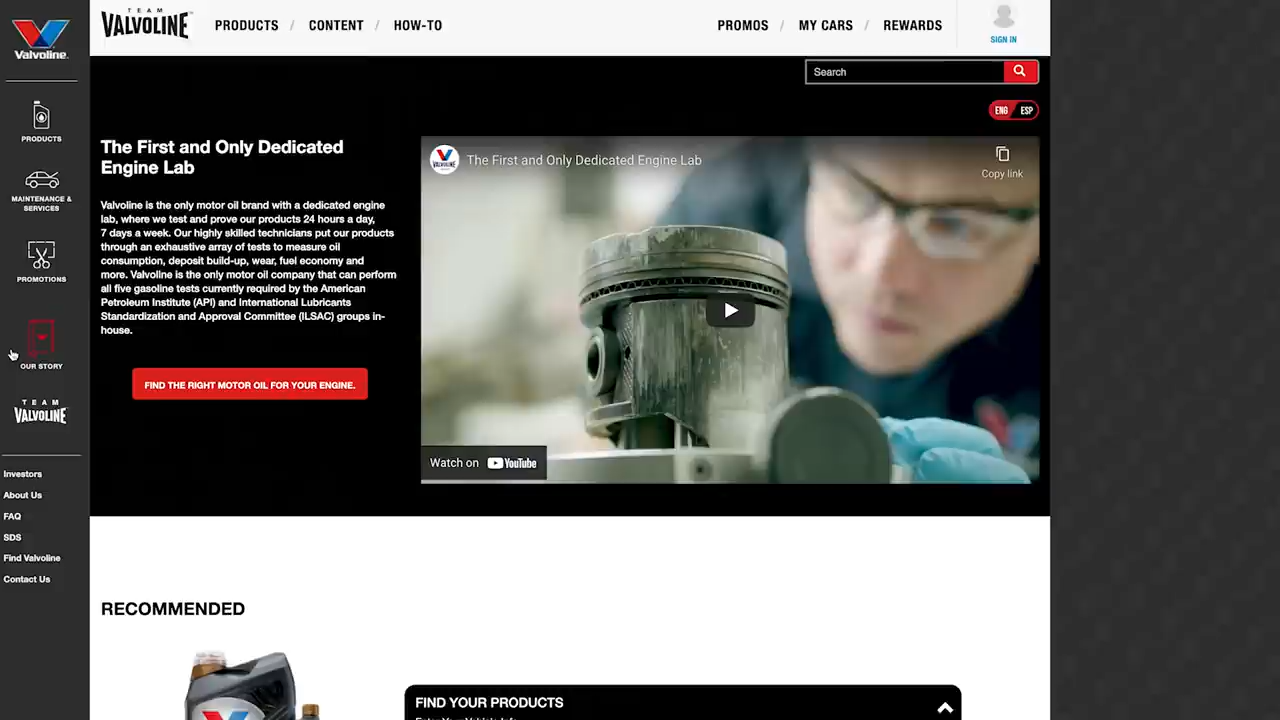 Valvoline.
PRODUCTS
MAINTENANCE &
SERVICES
PROMOTIONS
OUR STORY
TEAM
VALVOLINE
Investors
About Us
FAQ
SDS
Find Valvoline
Contact Us
TEAM
VALVOLINE™
PRODUCTS / CONTENT / HOW-TO
PROMOS / MY CARS / REWARDS
SIGN IN
Search
ENG ESP
The First and Only Dedicated
Engine Lab
Valvoline is the only motor oil brand with a dedicated engine
lab, where we test and prove our products 24 hours a day,
7 days a week. Our highly skilled technicians put our products
through an exhaustive array of tests to measure oil
consumption, deposit build-up, wear, fuel economy and
more. Valvoline is the only motor oil company that can perform
all five gasoline tests currently required by the American
Petroleum Institute (API) and International Lubricants
Standardization and Approval Committee (ILSAC) groups in-
house.
FIND THE RIGHT MOTOR OIL FOR YOUR ENGINE.
VALVOLINE
The First and Only Dedicated Engine Lab
Copy link
Watch on YouTube
RECOMMENDED
FIND YOUR PRODUCTS
Enter Your Vehicle Info